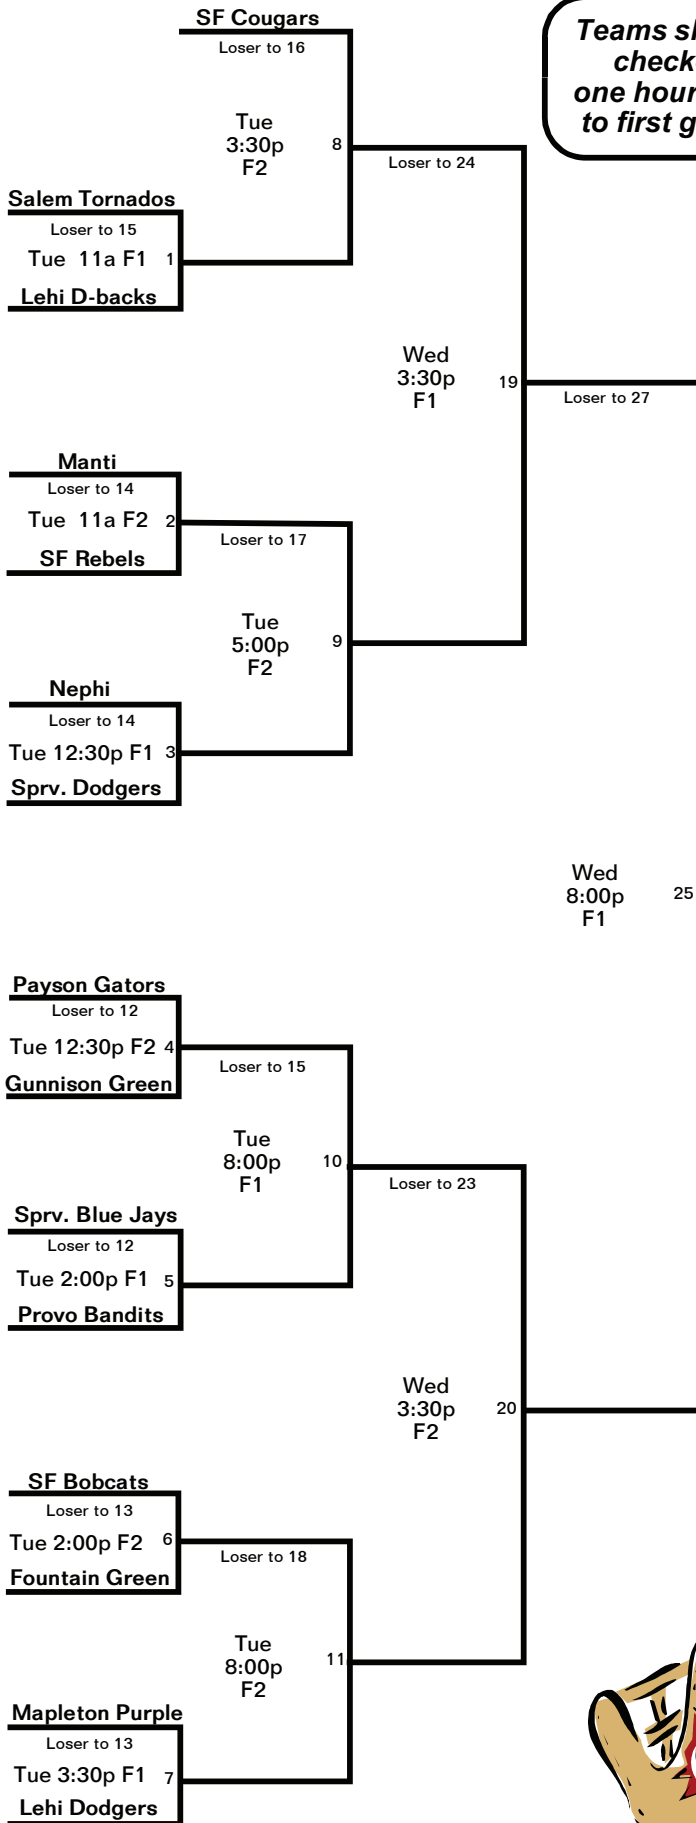 SF Cougars
Loser to 16
Teams sl
check
one hour
to first g
Tue
3:30p
F2
8
Loser to 24
Salem Tornados
Loser to 15
Tue 11a F1 1
Lehi D-backs
Wed
3:30p
F1
19
Loser to 27
Manti
Loser to 14
Tue 11a F2 2
SF Rebels
Loser to 17
Tue
5:00p
F2
9
Nephi
Loser to 14
Tue 12:30p F1 3
Sprv. Dodgers
Wed
8:00p
F1
25
Payson Gators
Loser to 12
Tue 12:30p F2 4
Gunnison Green
Loser to 15
Tue
8:00p
F1
10
Loser to 23
Sprv. Blue Jays
Loser to 12
Tue 2:00p F1 5
Provo Bandits
Wed
3:30p
F2
20
SF Bobcats
Loser to 13
Tue 2:00p F2 6
Fountain Green
Loser to 18
Tue
8:00p
F2
11
Mapleton Purple
Loser to 13
Tue 3:30p F1 7
Lehi Dodgers